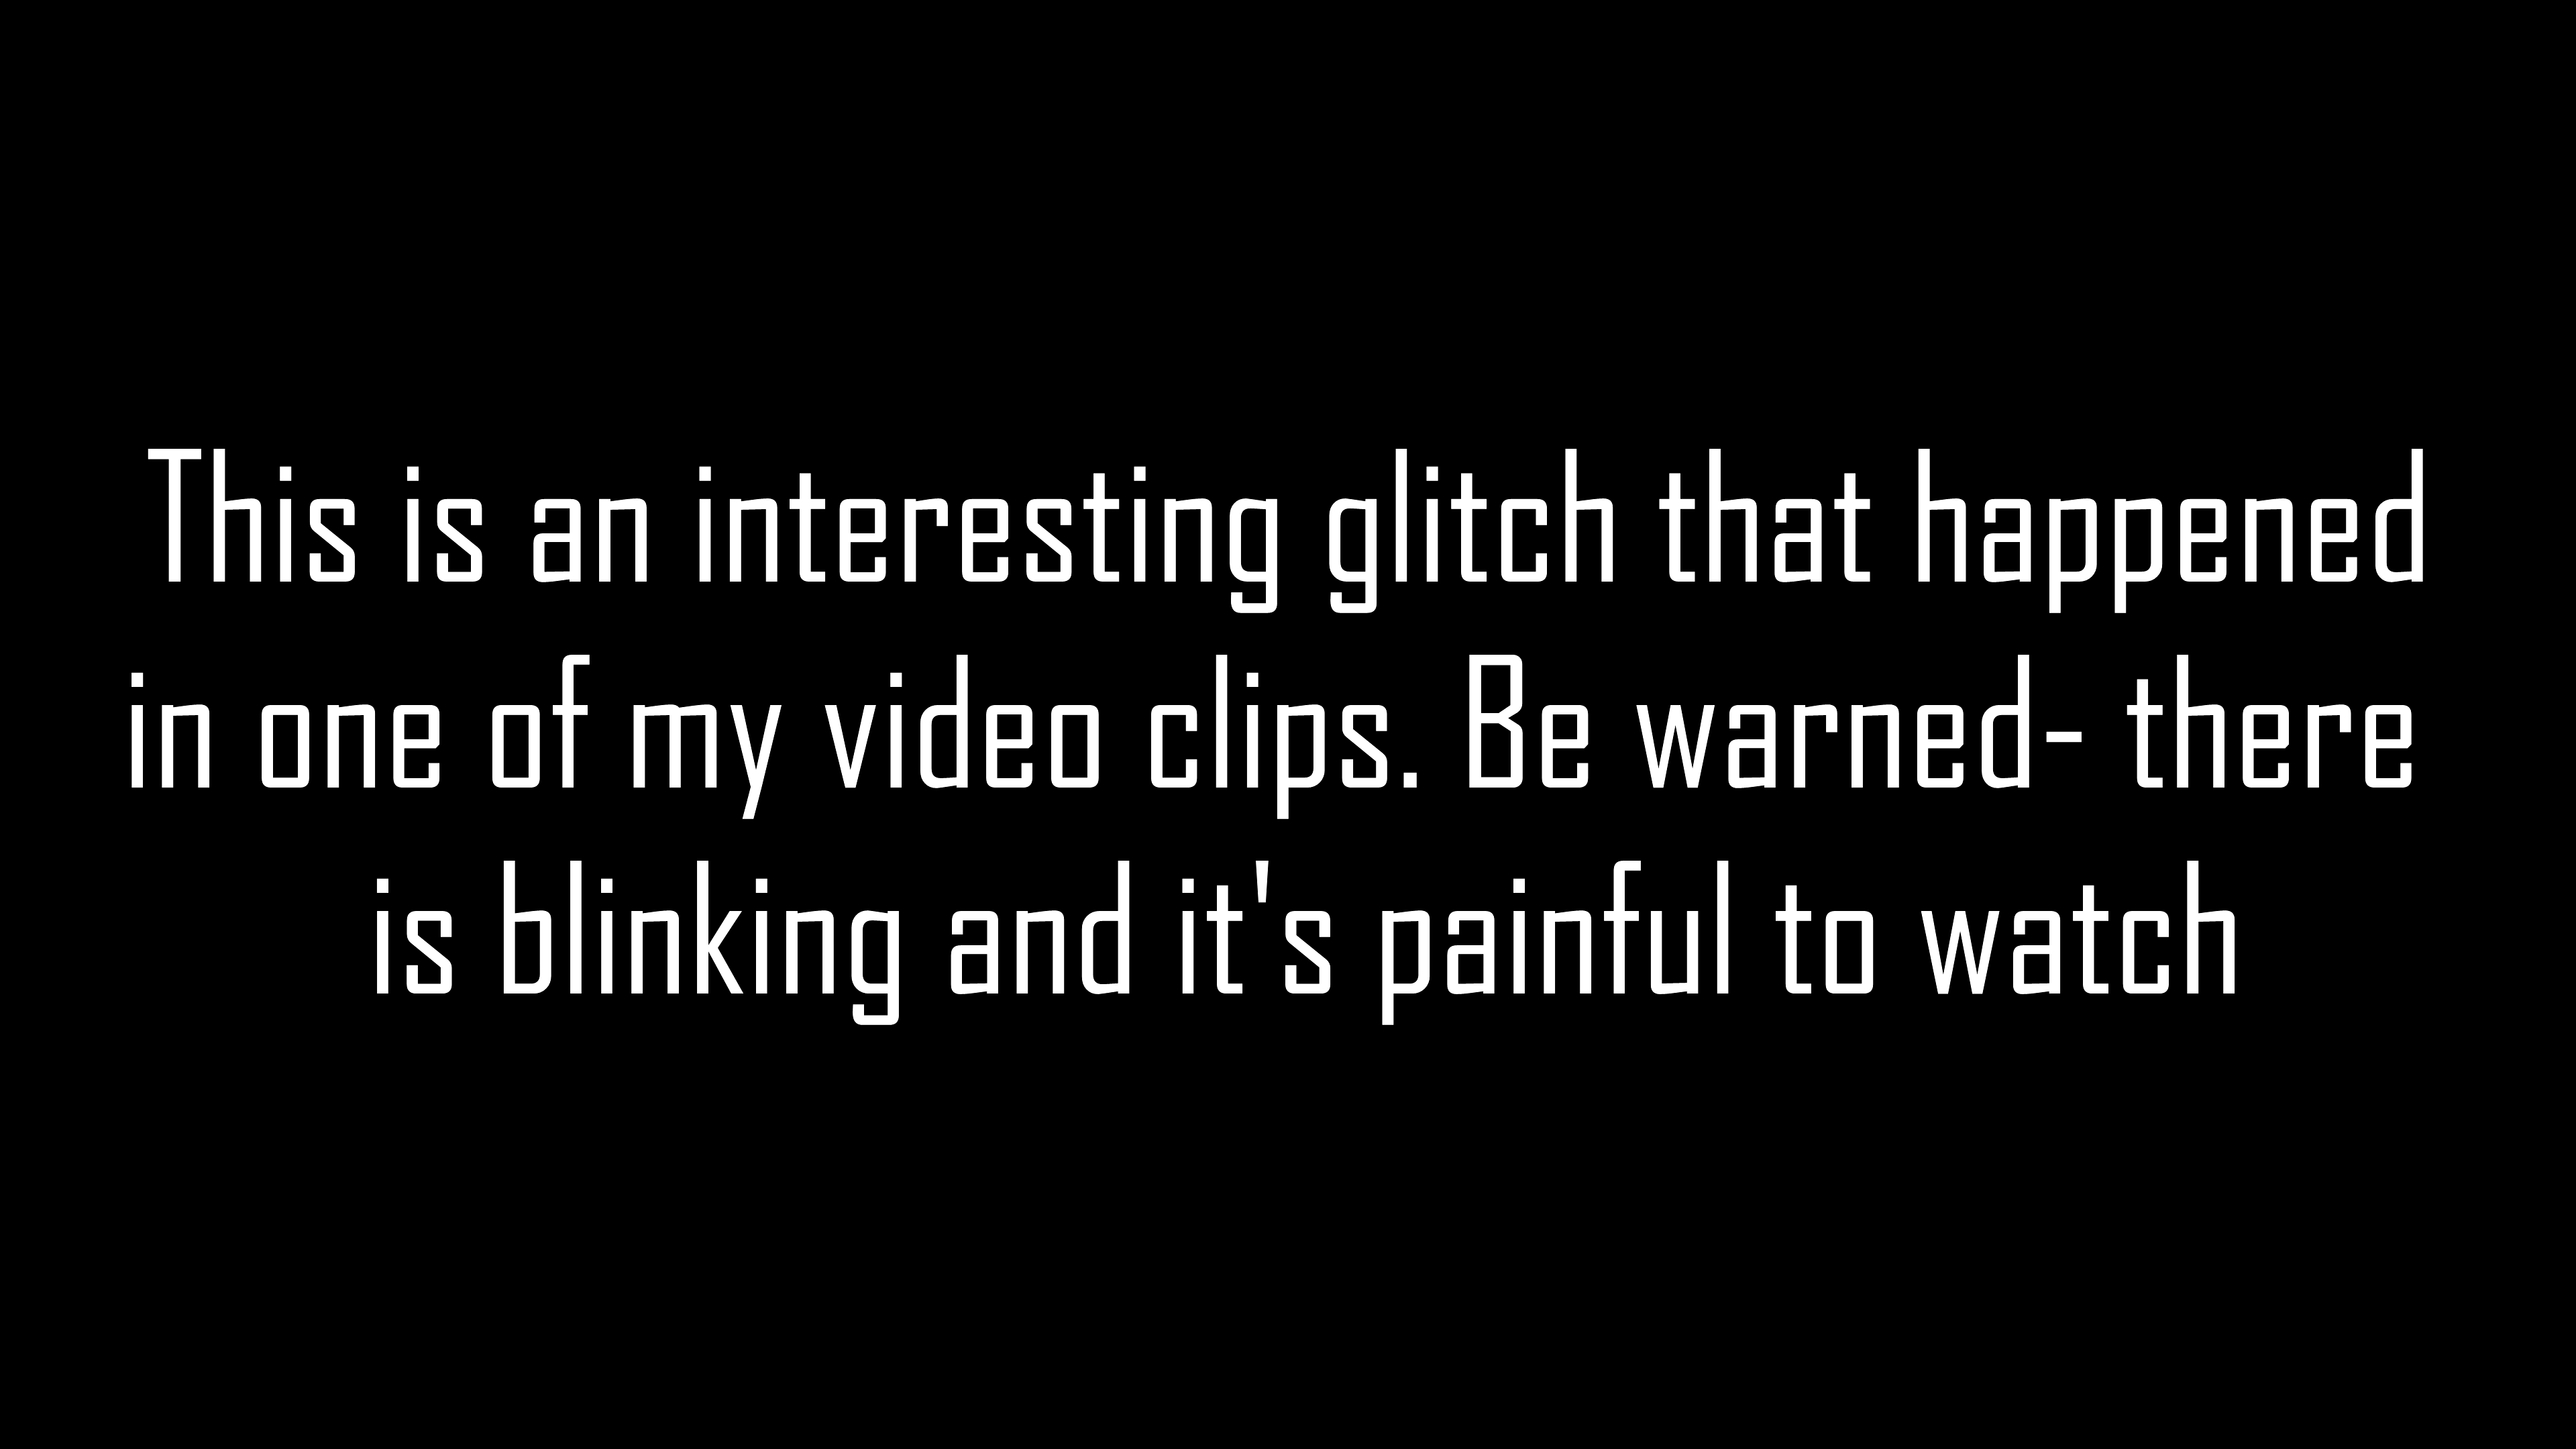 This is an interesting glitch that happened
in one of my video clips. Be warned- there
is blinking and it's painful to watch